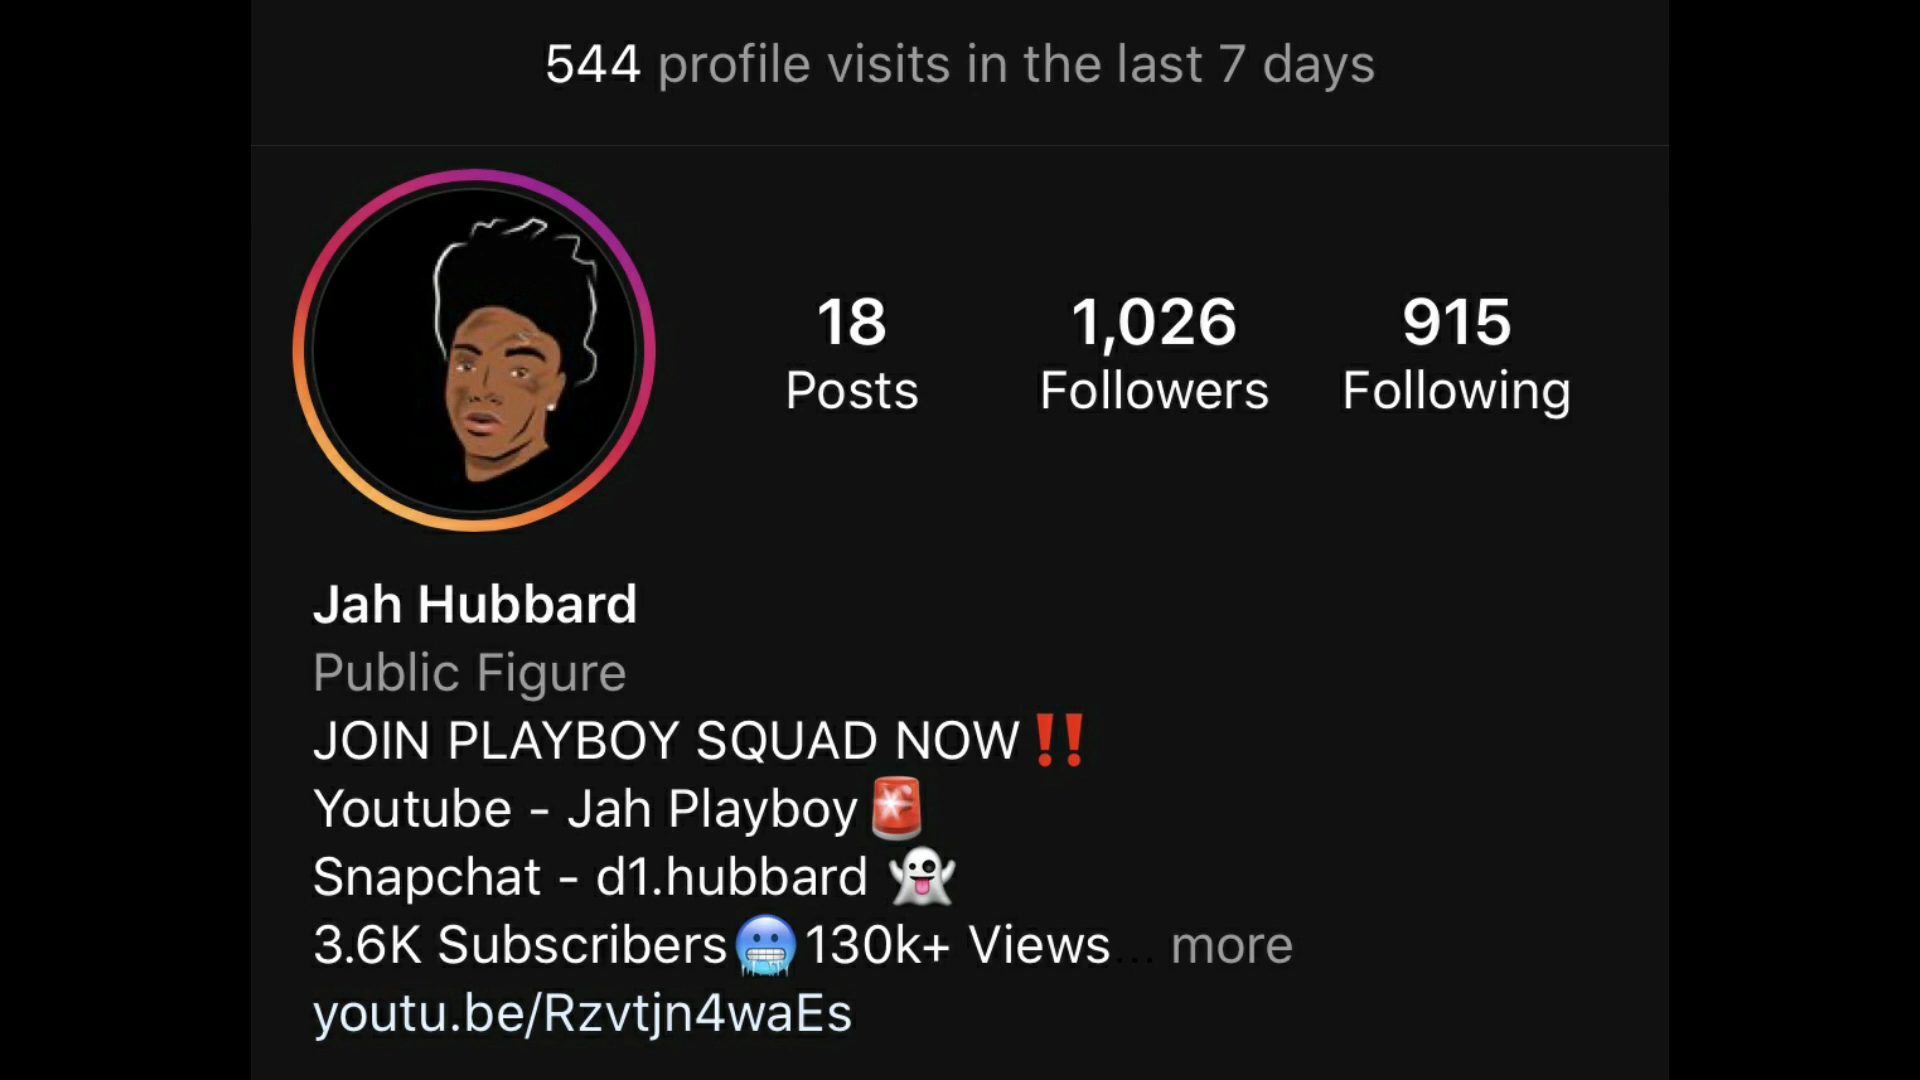 544 profile visits in the last 7 days
18 1,026 915
Posts Followers Following
Jah Hubbard
Public Figure
JOIN PLAYBOY SQUAD NOW‼️
Youtube - Jah Playboy🚨
Snapchat - d1.hubbard 👻
3.6K Subscribers🥶130k+ Views... more
youtu.be/Rzvtjn4waEs